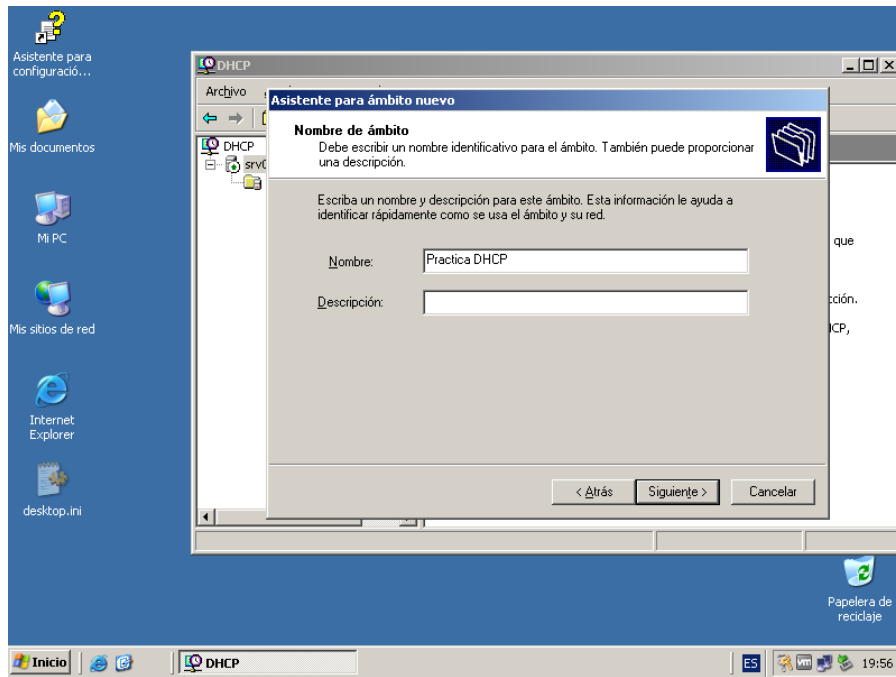 Asistente para
configuració...
Mis documentos
Mi PC
Mis sitios de red
Internet
Explorer
desktop.ini
DHCP
Archivo
DHCP
Asistente para ámbito nuevo
Nombre de ámbito
Debe escribir un nombre identificativo para el ámbito. También puede proporcionar
una descripción.
Escriba un nombre y descripción para este ámbito. Esta información le ayuda a
identificar rápidamente como se usa el ámbito y su red.
Nombre:
Practica DHCP
Descripción:
< Atrás
Siguiente >
Cancelar
que
Papelera de
reciclaje
Inicio
DHCP
ES
19:56